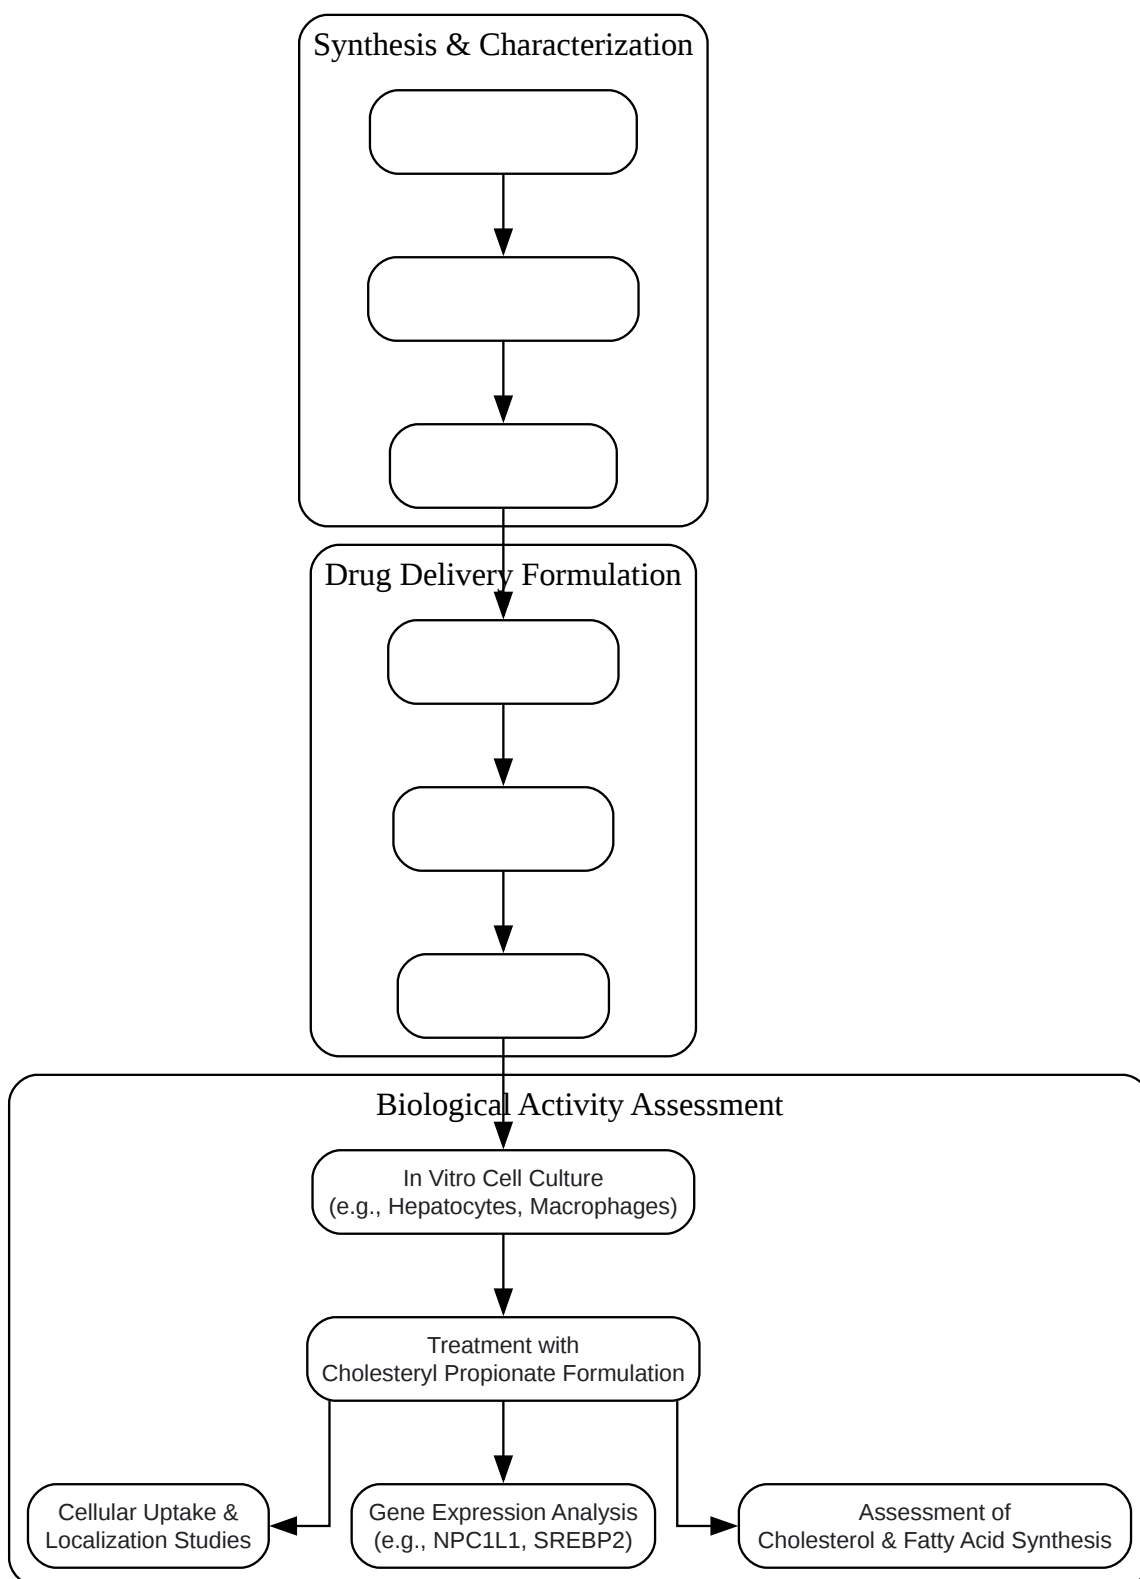 Synthesis & Characterization
Drug Delivery Formulation
Biological Activity Assessment
In Vitro Cell Culture
(e.g., Hepatocytes, Macrophages)
Treatment with
Cholesteryl Propionate Formulation
Cellular Uptake &
Localization Studies
Gene Expression Analysis
(e.g., NPC1L1, SREBP2)
Assessment of
Cholesterol & Fatty Acid Synthesis